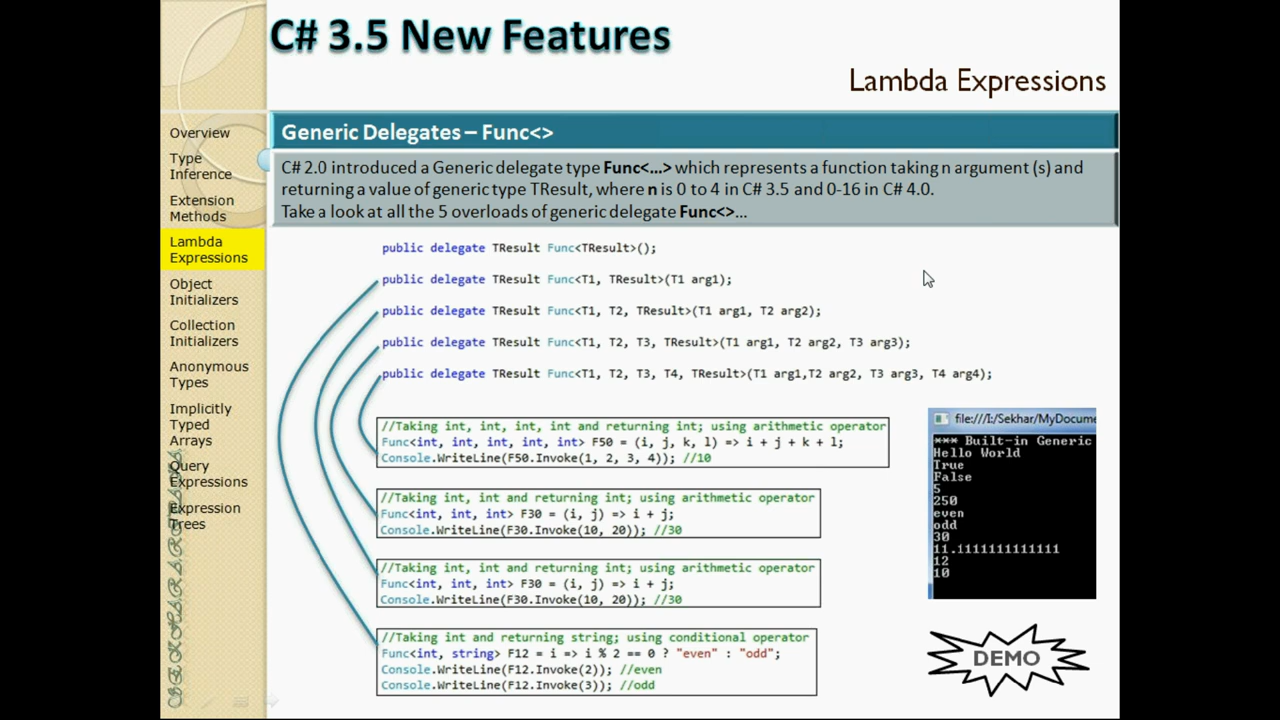 C# 3.5 New Features
Lambda Expressions
Overview
Type
Inference
Extension
Methods
Lambda
Expressions
Object
Initializers
Collection
Initializers
Anonymous
Types
Implicitly
Typed
Arrays
Query
Expressions
Expression
Trees
Generic Delegates – Func<>
C# 2.0 introduced a Generic delegate type Func<...> which represents a function taking n argument (s) and
returning a value of generic type TResult, where n is 0 to 4 in C# 3.5 and 0-16 in C# 4.0.
Take a look at all the 5 overloads of generic delegate Func<>...
public delegate TResult Func<TResult>();
public delegate TResult Func<T1, TResult>(T1 arg1);
public delegate TResult Func<T1, T2, TResult>(T1 arg1, T2 arg2);
public delegate TResult Func<T1, T2, T3, TResult>(T1 arg1, T2 arg2, T3 arg3);
public delegate TResult Func<T1, T2, T3, T4, TResult>(T1 arg1,T2 arg2, T3 arg3, T4 arg4);
//Taking int, int, int, int and returning int; using arithmetic operator
Func<int, int, int, int, int> F50 = (i, j, k, l) => i + j + k + l;
Console.WriteLine(F50.Invoke(1, 2, 3, 4)); //10
//Taking int, int and returning int; using arithmetic operator
Func<int, int, int> F30 = (i, j) => i + j;
Console.WriteLine(F30.Invoke(10, 20)); //30
//Taking int, int and returning int; using arithmetic operator
Func<int, int, int> F30 = (i, j) => i + j;
Console.WriteLine(F30.Invoke(10, 20)); //30
//Taking int and returning string; using conditional operator
Func<int, string> F12 = i => i % 2 == 0 ? "even" : "odd";
Console.WriteLine(F12.Invoke(2)); //even
Console.WriteLine(F12.Invoke(3)); //odd
file:///I:/Sekhar/MyDocume
*** Built-in Generic
Hello World
True
False
5
250
even
odd
30
11.1111111111111
12
10
DEMO